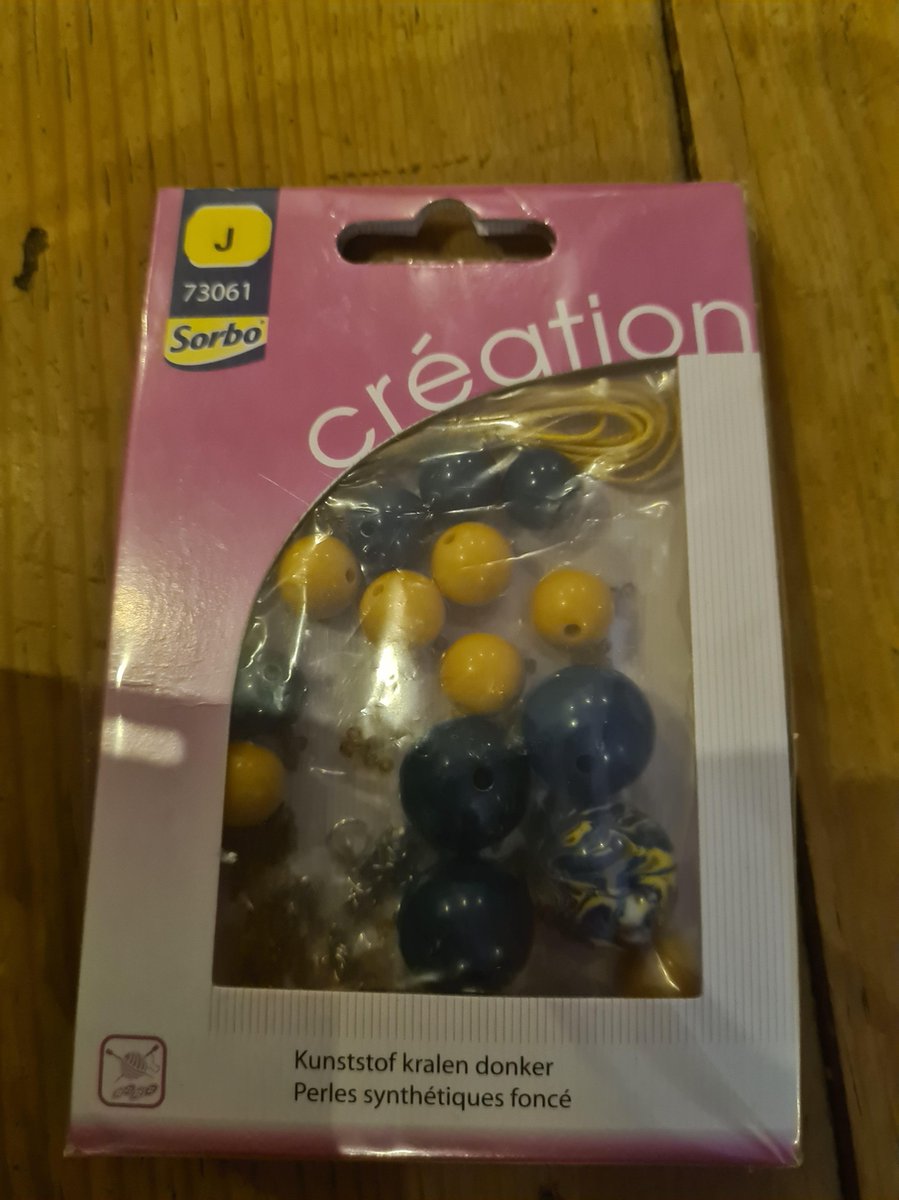 J
73061
Sorbo
création
Kunststof kralen donker
Perles synthétiques foncé